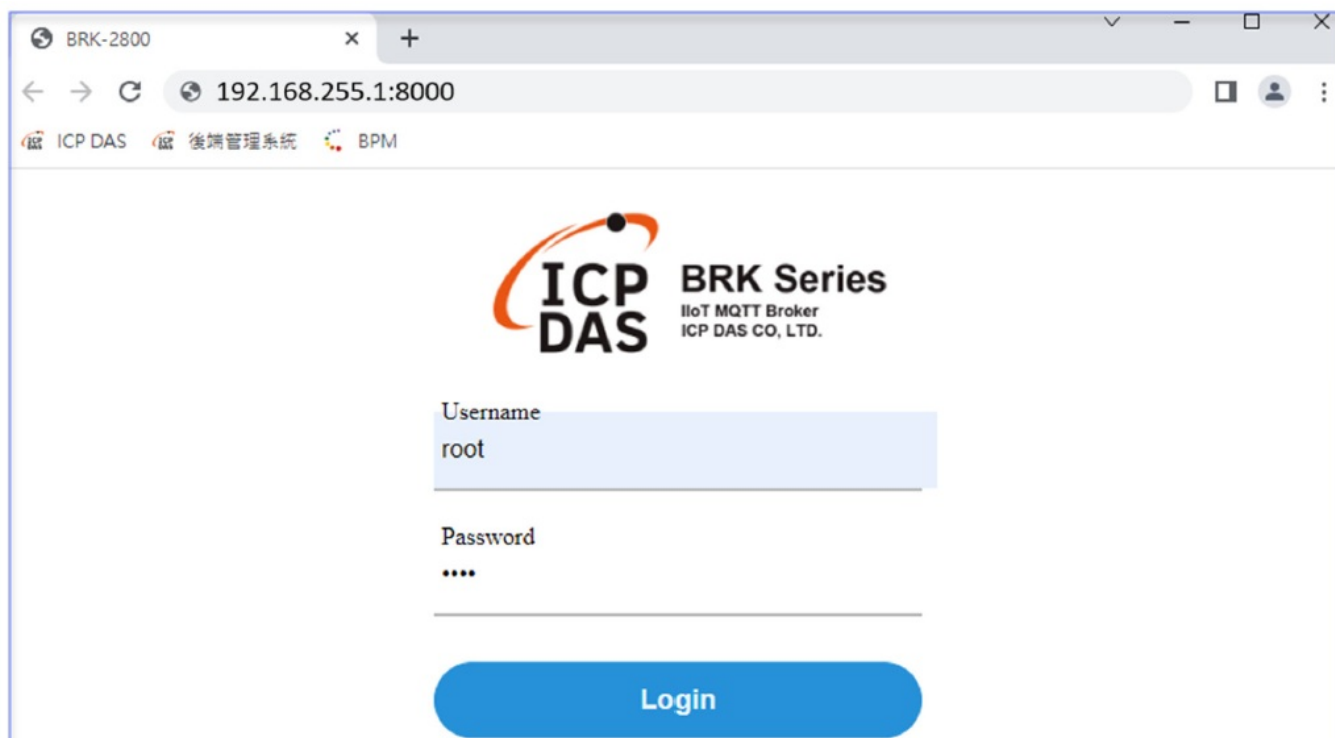 BRK-2800
192.168.255.1:8000
ICP DAS 後端管理系統 BPM
ICP
DAS
BRK Series
IIoT MQTT Broker
ICP DAS CO, LTD.
Username
root
Password
••••
Login